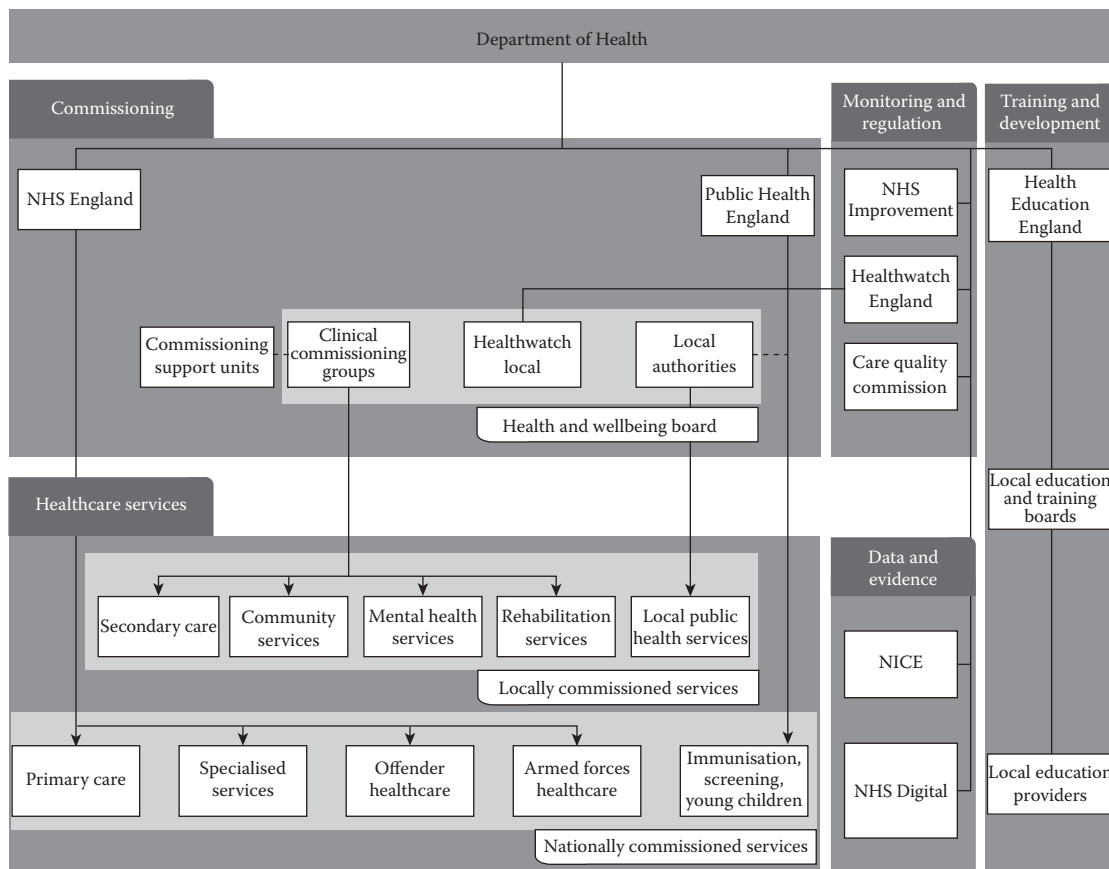 Department of Health
Commissioning
Monitoring and
regulation
Training and
development
NHS England
Public Health
England
NHS
Improvement
Health
Education
England
Healthwatch
England
Commissioning
support units
Clinical
commissioning
groups
Healthwatch
local
Local
authorities
Care quality
commission
Health and wellbeing board
Healthcare services
Local education
and training
boards
Data and
evidence
Secondary care
Community
services
Mental health
services
Rehabilitation
services
Local public
health services
NICE
Locally commissioned services
Primary care
Specialised
services
Offender
healthcare
Armed forces
healthcare
Immunisation,
screening,
young children
NHS Digital
Local education
providers
Nationally commissioned services